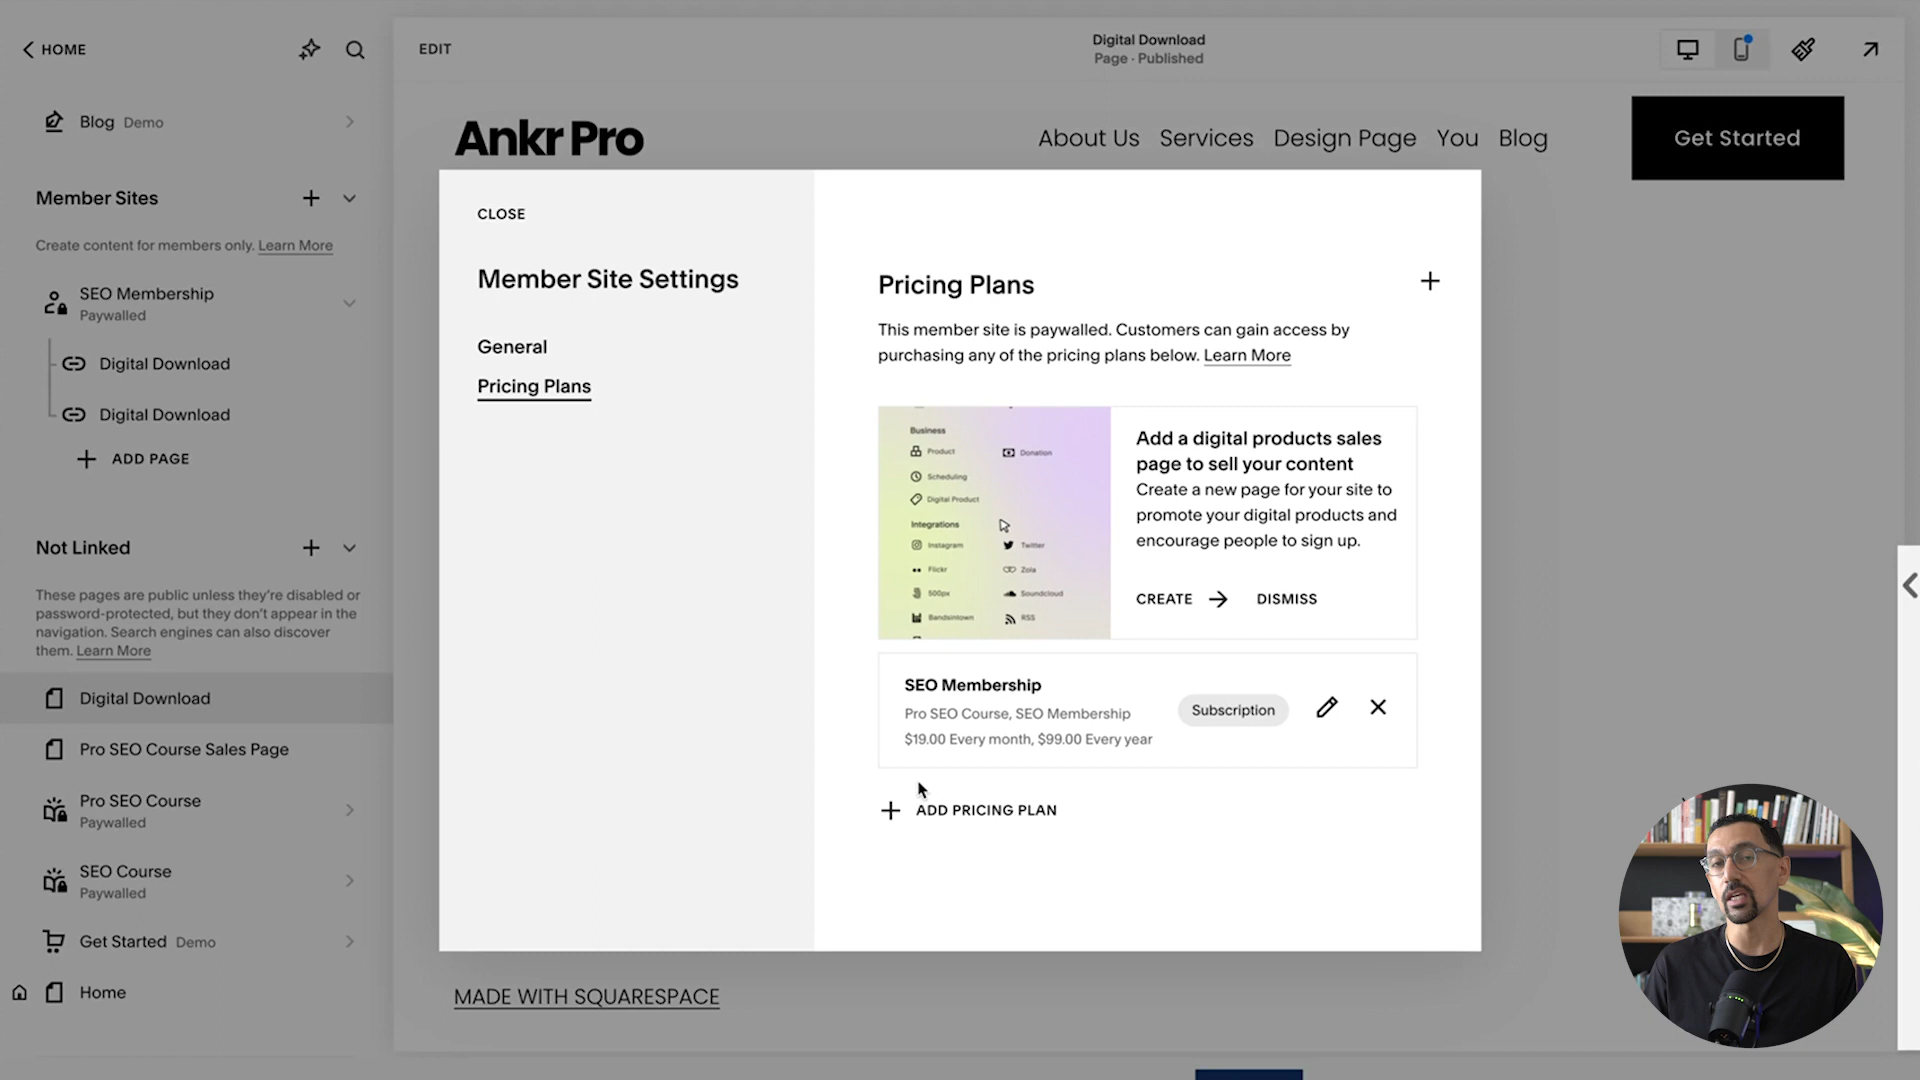 HOME
EDIT
Digital Download
Page · Published
Blog Demo
Member Sites
Create content for members only. Learn More
SEO Membership
Paywalled
Digital Download
Digital Download
ADD PAGE
Not Linked
These pages are public unless they're disabled or
password-protected, but they don't appear in the
navigation. Search engines can also discover
them. Learn More
Digital Download
Pro SEO Course Sales Page
Pro SEO Course
Paywalled
SEO Course
Paywalled
Get Started Demo
Home
Ankr Pro
About Us
Services
Design Page
You
Blog
Get Started
CLOSE
Member Site Settings
General
Pricing Plans
Pricing Plans
This member site is paywalled. Customers can gain access by
purchasing any of the pricing plans below. Learn More
Business
Product
Donation
Scheduling
Digital Product
Integrations
Instagram
Twitter
Flickr
Zola
500px
Soundcloud
Bandsintown
RSS
Add a digital products sales
page to sell your content
Create a new page for your site to
promote your digital products and
encourage people to sign up.
CREATE
DISMISS
SEO Membership
Pro SEO Course, SEO Membership
$19.00 Every month, $99.00 Every year
Subscription
ADD PRICING PLAN
MADE WITH SQUARESPACE